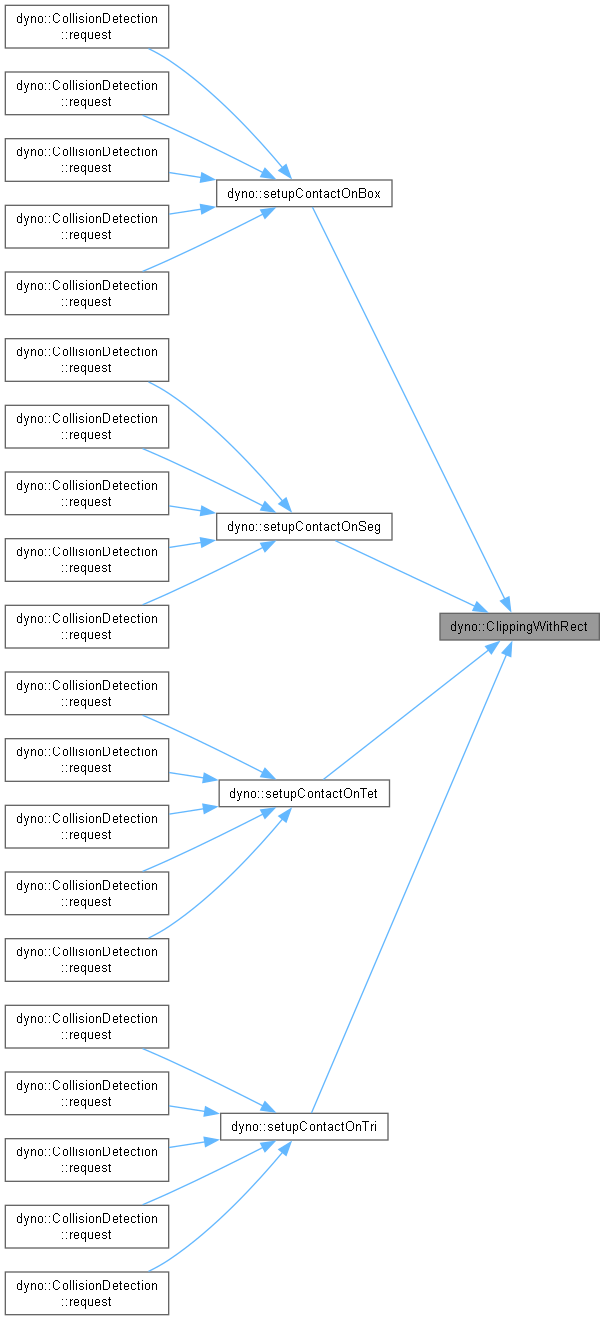 dyno::CollisionDetection
::request
dyno::CollisionDetection
::request
dyno::CollisionDetection
::request
dyno::CollisionDetection
::request
dyno::CollisionDetection
::request
dyno::setupContactOnBox
dyno::CollisionDetection
::request
dyno::CollisionDetection
::request
dyno::CollisionDetection
::request
dyno::CollisionDetection
::request
dyno::CollisionDetection
::request
dyno::setupContactOnSeg
dyno::ClippingWithRect
dyno::CollisionDetection
::request
dyno::CollisionDetection
::request
dyno::CollisionDetection
::request
dyno::CollisionDetection
::request
dyno::CollisionDetection
::request
dyno::setupContactOnTet
dyno::CollisionDetection
::request
dyno::CollisionDetection
::request
dyno::CollisionDetection
::request
dyno::CollisionDetection
::request
dyno::CollisionDetection
::request
dyno::setupContactOnTri